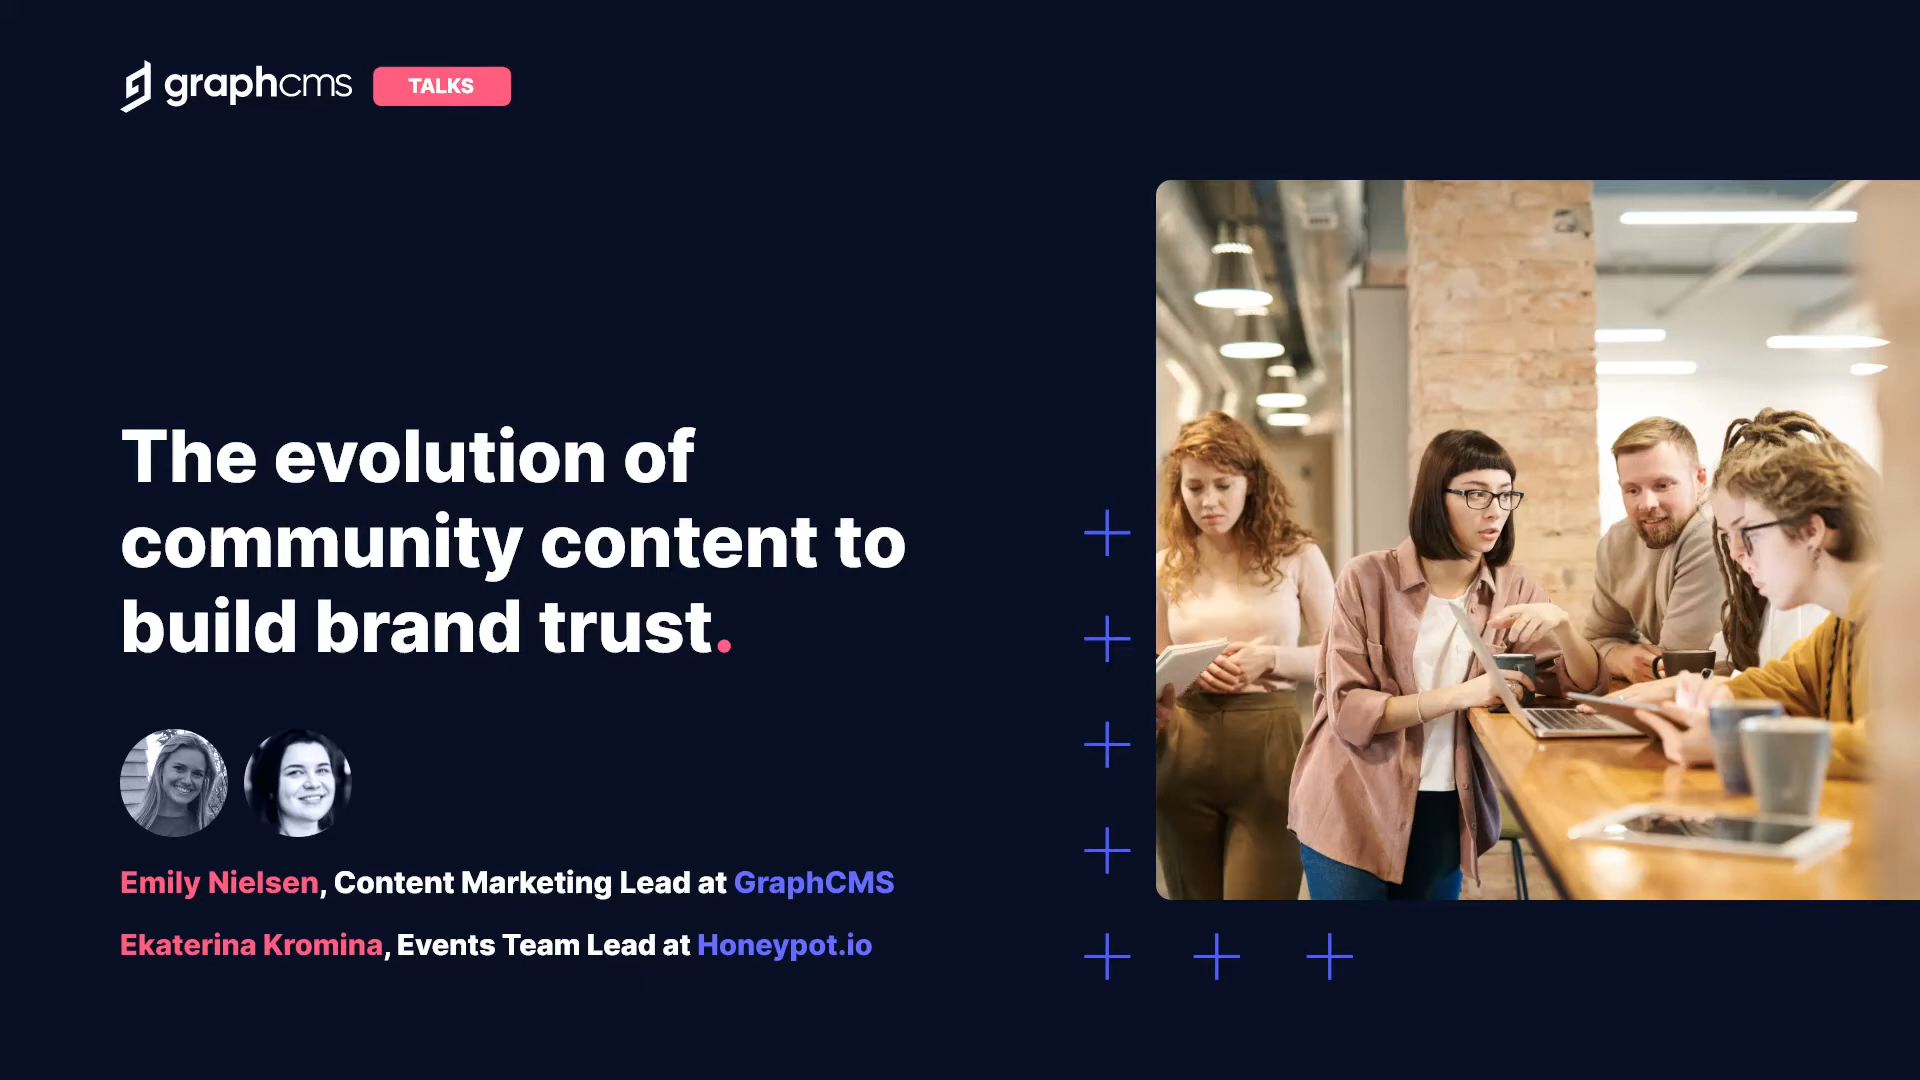 graphcms TALKS
The evolution of
community content to
build brand trust.
Emily Nielsen, Content Marketing Lead at GraphCMS
Ekaterina Kromina, Events Team Lead at Honeypot.io